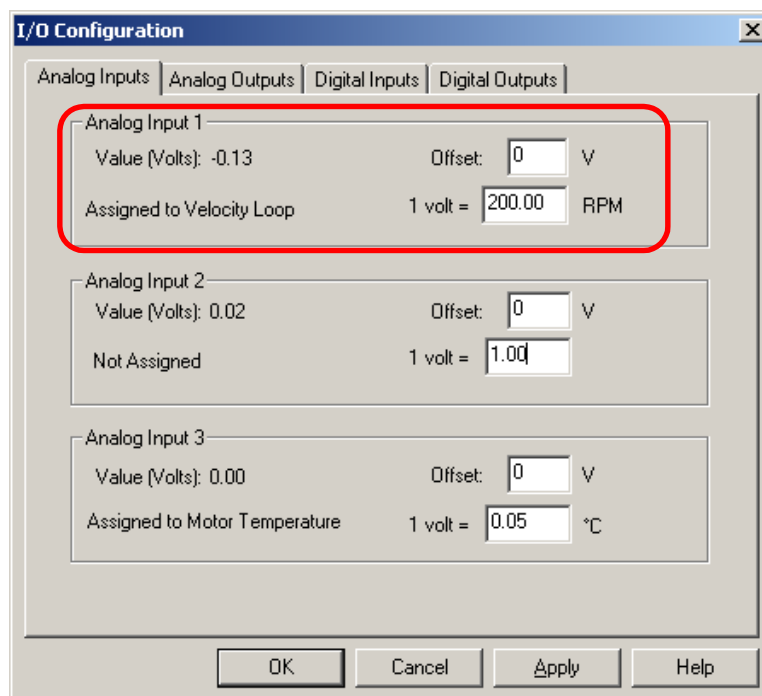 I/O Configuration
Analog Inputs Analog Outputs Digital Inputs Digital Outputs
Analog Input 1
Value (Volts): -0.13 Offset: 0 V
Assigned to Velocity Loop 1 volt = 200.00 RPM
Analog Input 2
Value (Volts): 0.02 Offset: 0 V
Not Assigned 1 volt = 1.00
Analog Input 3
Value (Volts): 0.00 Offset: 0 V
Assigned to Motor Temperature 1 volt = 0.05 °C
OK Cancel Apply Help